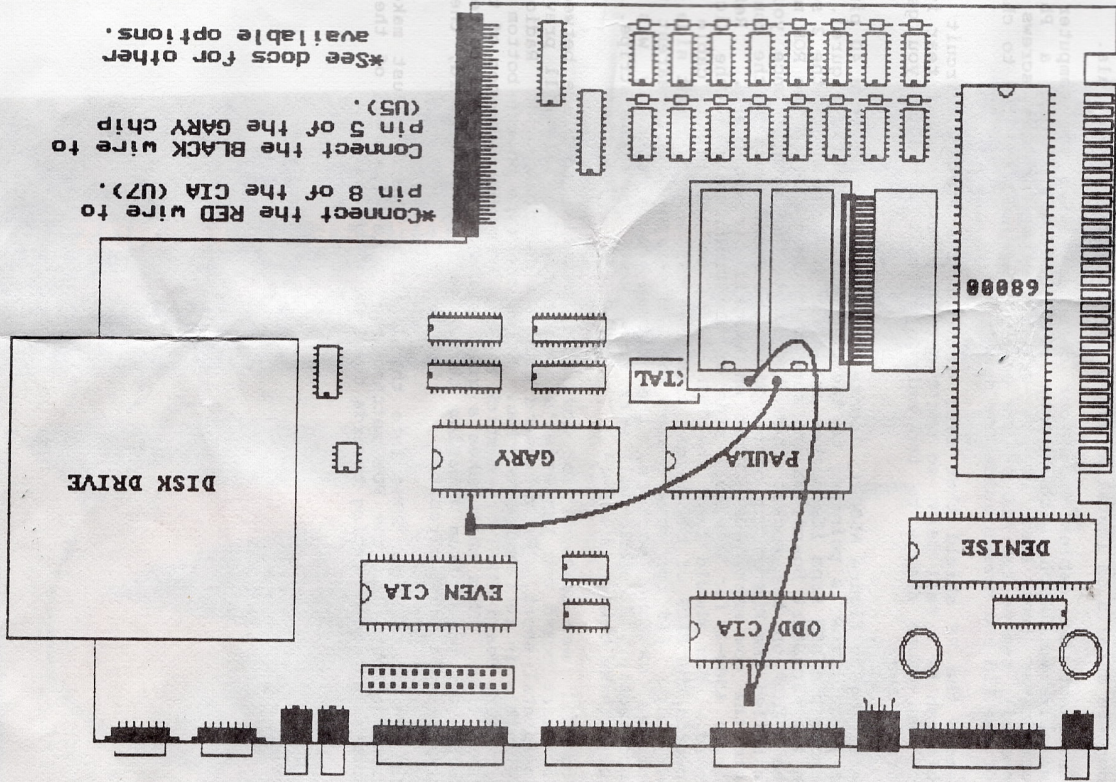 ODD CIA
EVEN CIA
DENISE
PAULA
GARY
DISK DRIVE
XTAL
68000
*Connect the RED wire to
pin 8 of the CIA (U7).
Connect the BLACK wire to
pin 5 of the GARY chip
(U5).
*See docs for other
available options.